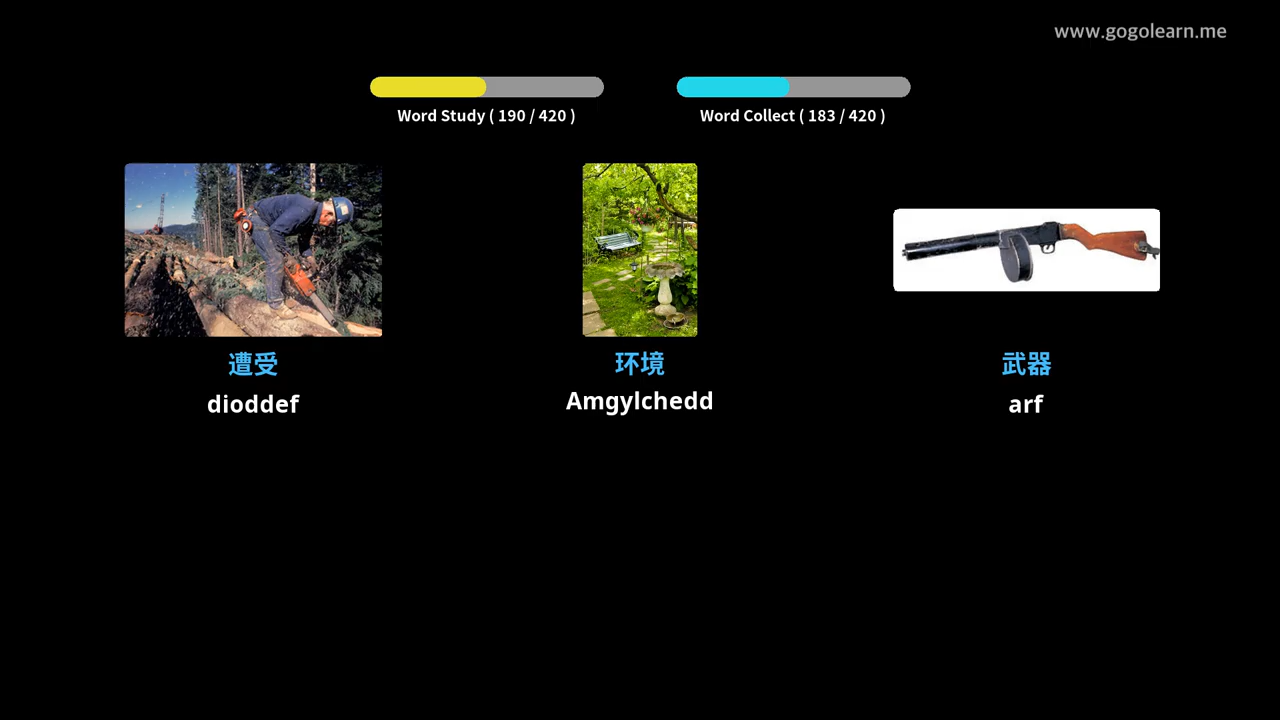 www.gogolearn.me
Word Study ( 190 / 420 )
Word Collect ( 183 / 420 )
遭受
环境
武器
dioddef
Amgylchedd
arf